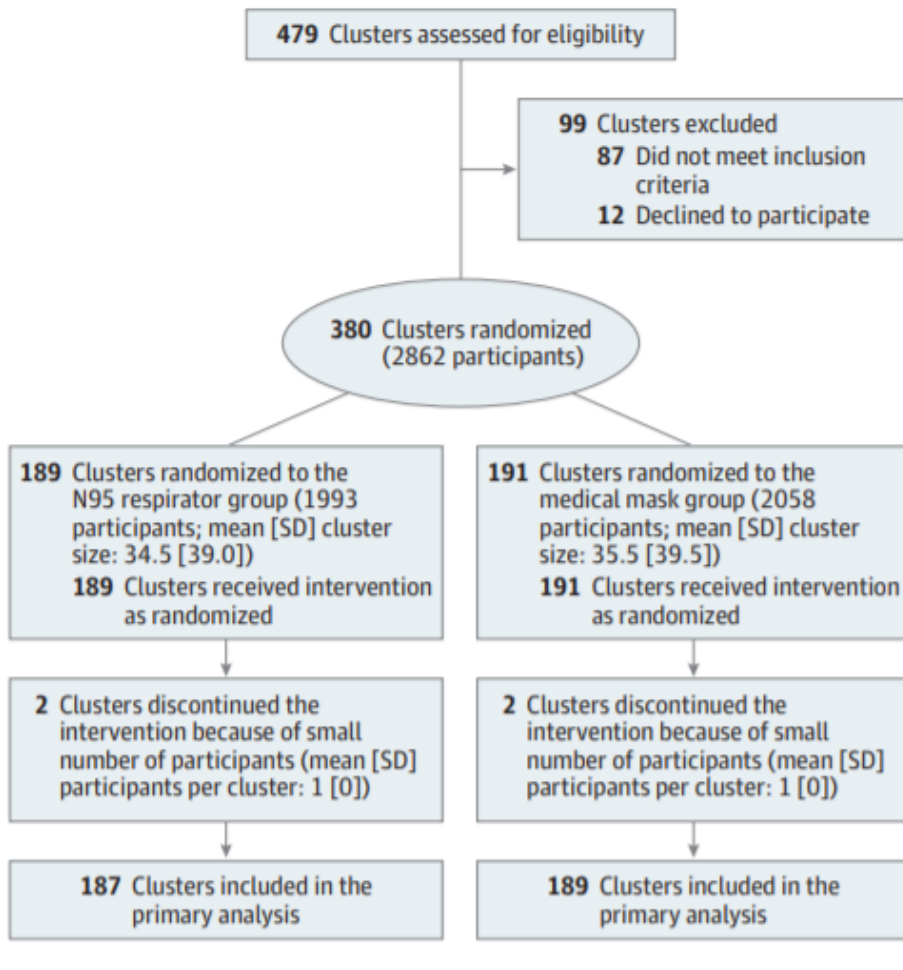 479 Clusters assessed for eligibility
99 Clusters excluded
87 Did not meet inclusion
criteria
12 Declined to participate
380 Clusters randomized
(2862 participants)
189 Clusters randomized to the
N95 respirator group (1993
participants; mean [SD] cluster
size: 34.5 [39.0])
189 Clusters received intervention
as randomized
191 Clusters randomized to the
medical mask group (2058
participants; mean [SD] cluster
size: 35.5 [39.5])
191 Clusters received intervention
as randomized
2 Clusters discontinued the
intervention because of small
number of participants (mean [SD]
participants per cluster: 1 [0])
2 Clusters discontinued the
intervention because of small
number of participants (mean [SD]
participants per cluster: 1 [0])
187 Clusters included in the
primary analysis
189 Clusters included in the
primary analysis